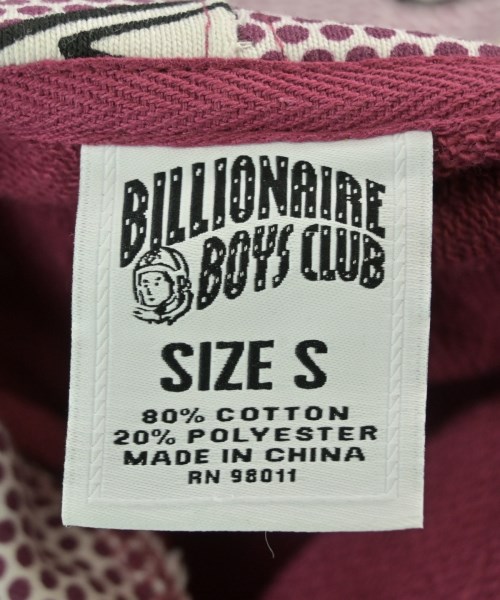 BILLIONAIRE
BOYS CLUB
SIZE S
80% COTTON
20% POLYESTER
MADE IN CHINA
RN 98011